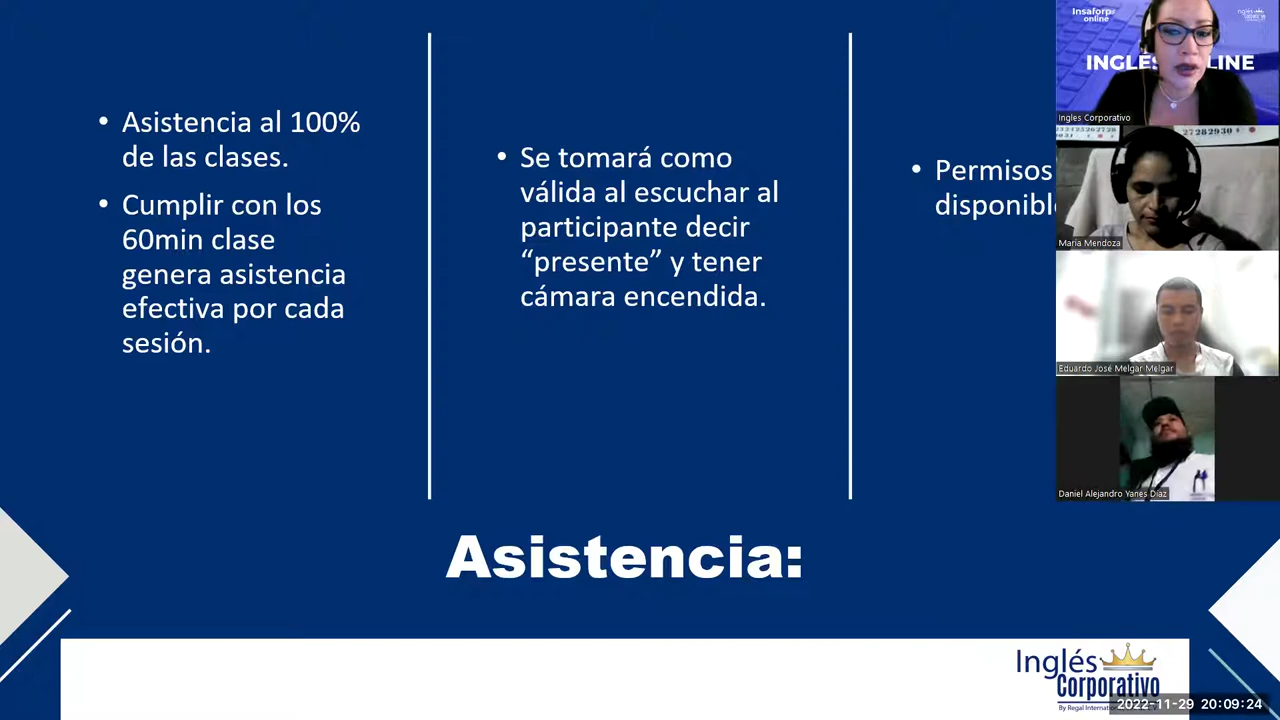 • Asistencia al 100%
de las clases.
• Cumplir con los
60min clase
genera asistencia
efectiva por cada
sesión.
• Se tomará como
válida al escuchar al
participante decir
“presente” y tener
cámara encendida.
• Permisos
Asistencia:
Inglés
Corporativo
2022-11-29 20:09:24
Insaforp
online
Ingles Corporativo
27282930
Maria Mendoza
Eduardo José Melgar Melgar
Daniel Alejandro Yanes Díaz